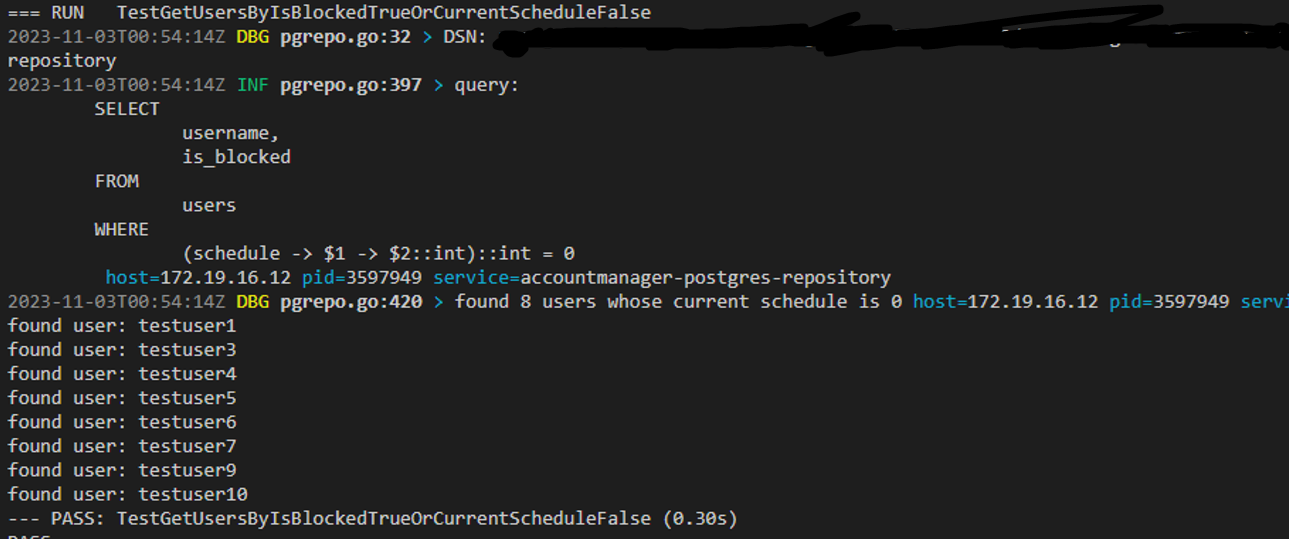 === RUN   TestGetUsersByIsBlockedTrueOrCurrentScheduleFalse
2023-11-03T00:54:14Z DBG pgrepo.go:32 > DSN:
repository
2023-11-03T00:54:14Z INF pgrepo.go:397 > query:
SELECT
username,
is_blocked
FROM
users
WHERE
(schedule -> $1 -> $2::int)::int = 0
host=172.19.16.12 pid=3597949 service=accountmanager-postgres-repository
2023-11-03T00:54:14Z DBG pgrepo.go:420 > found 8 users whose current schedule is 0 host=172.19.16.12 pid=3597949 servi
found user: testuser1
found user: testuser3
found user: testuser4
found user: testuser5
found user: testuser6
found user: testuser7
found user: testuser9
found user: testuser10
--- PASS: TestGetUsersByIsBlockedTrueOrCurrentScheduleFalse (0.30s)
PASS